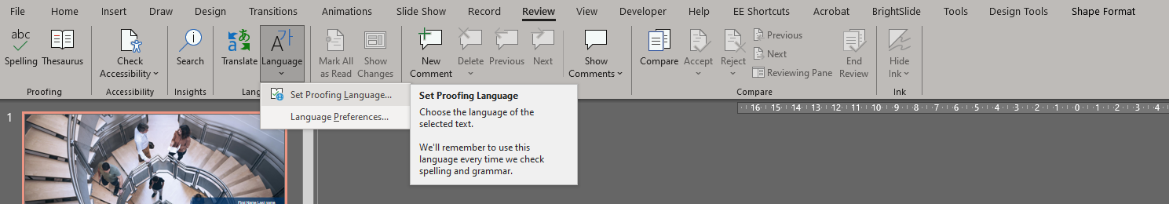 File Home Insert Draw Design Transitions Animations Slide Show Record Review View Developer Help EE Shortcuts Acrobat BrightSlide Tools Design Tools Shape Format
abc
Spelling Thesaurus
Check
Accessibility
Search
Translate Language
Mark All
as Read
Show
Changes
New
Comment
Delete Previous Next
Show
Comments
Compare Accept Reject
Previous
Next
Reviewing Pane
End
Review
Hide
Ink
Proofing Accessibility Insights Lang Compare Ink
Set Proofing Language...
Language Preferences...
Set Proofing Language
Choose the language of the
selected text.
We'll remember to use this
language every time we check
spelling and grammar.
16 15 14 13 12 11 10 9 8 7 6 5 4 3 2 1 0 1 2 3 4
1